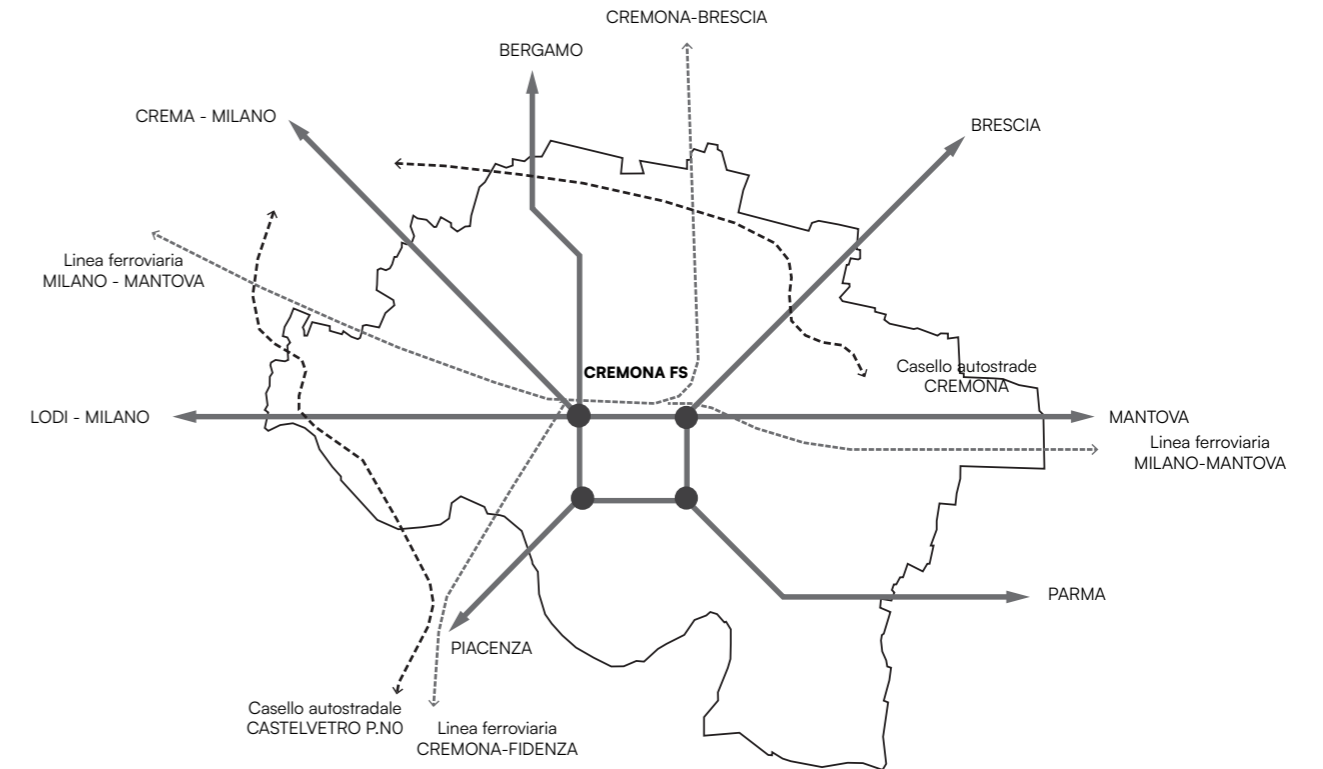 CREMONA-BRESCIA
BERGAMO
CREMA - MILANO
BRESCIA
Linea ferroviaria
MILANO - MANTOVA
CREMONA FS
Casello autostrade
CREMONA
LODI - MILANO
MANTOVA
Linea ferroviaria
MILANO-MANTOVA
PARMA
PIACENZA
Casello autostradale
CASTELVETRO P.N0
Linea ferroviaria
CREMONA-FIDENZA